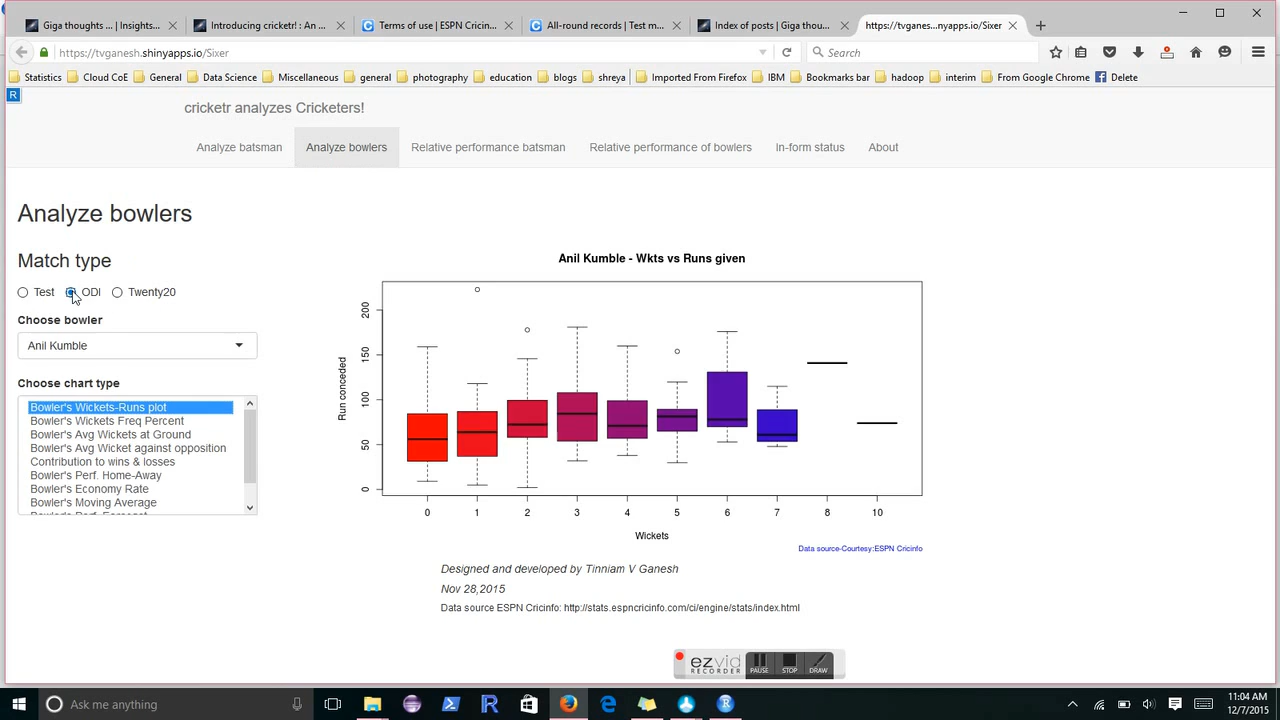 Giga thoughts ... | Insights...
Introducing cricketr! : An ...
Terms of use | ESPN Cricin...
All-round records | Test m...
Index of posts | Giga thou...
https://tvganes...nyapps.io/Sixer
https://tvganesh.shinyapps.io/Sixer
Search
Statistics
Cloud CoE
General
Data Science
Miscellaneous
general
photography
education
blogs
shreya
Imported From Firefox
IBM
Bookmarks bar
hadoop
interim
From Google Chrome
Delete
R
cricketr analyzes Cricketers!
Analyze batsman
Analyze bowlers
Relative performance batsman
Relative performance of bowlers
In-form status
About
Analyze bowlers
Match type
Test
ODI
Twenty20
Choose bowler
Anil Kumble
Choose chart type
Bowler's Wickets-Runs plot
Bowler's Wickets Freq Percent
Bowler's Avg Wickets at Ground
Bowler's Avg Wicket against opposition
Contribution to wins & losses
Bowler's Perf. Home-Away
Bowler's Economy Rate
Bowler's Moving Average
Anil Kumble - Wkts vs Runs given
Run conceded
200
150
100
50
0
0 1 2 3 4 5 6 7 8 10
Wickets
Data source-Courtesy:ESPN Cricinfo
Designed and developed by Tinniam V Ganesh
Nov 28,2015
Data source ESPN Cricinfo: http://stats.espncricinfo.com/ci/engine/stats/index.html
ezvid
RECORDER
PAUSE
STOP
DRAW
Ask me anything
11:04 AM
12/7/2015